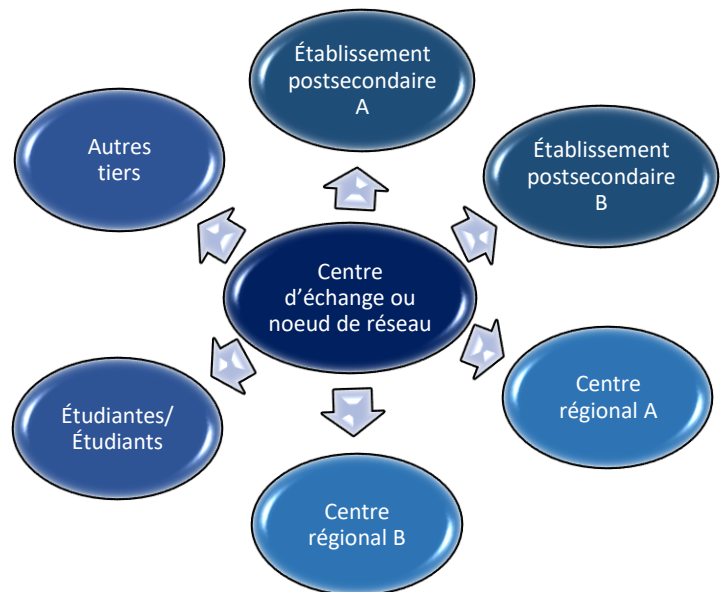 Établissement
postsecondaire
A
Autres
tiers
Établissement
postsecondaire
B
Centre
d’échange ou
noeud de réseau
Centre
régional A
Étudiantes/
Étudiants
Centre
régional B